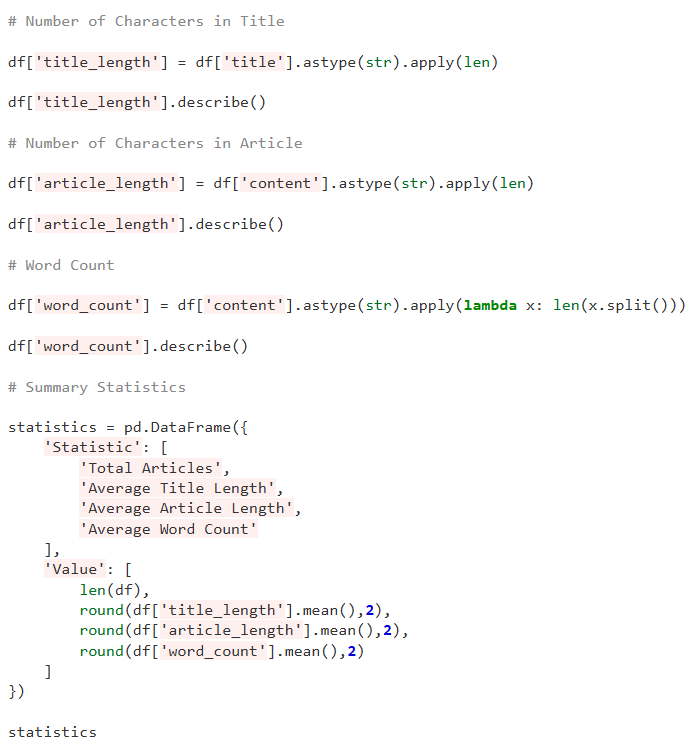 # Number of Characters in Title
df['title_length'] = df['title'].astype(str).apply(len)
df['title_length'].describe()
# Number of Characters in Article
df['article_length'] = df['content'].astype(str).apply(len)
df['article_length'].describe()
# Word Count
df['word_count'] = df['content'].astype(str).apply(lambda x: len(x.split()))
df['word_count'].describe()
# Summary Statistics
statistics = pd.DataFrame({
    'Statistic': [
        'Total Articles',
        'Average Title Length',
        'Average Article Length',
        'Average Word Count'
    ],
    'Value': [
        len(df),
        round(df['title_length'].mean(),2),
        round(df['article_length'].mean(),2),
        round(df['word_count'].mean(),2)
    ]
})
statistics